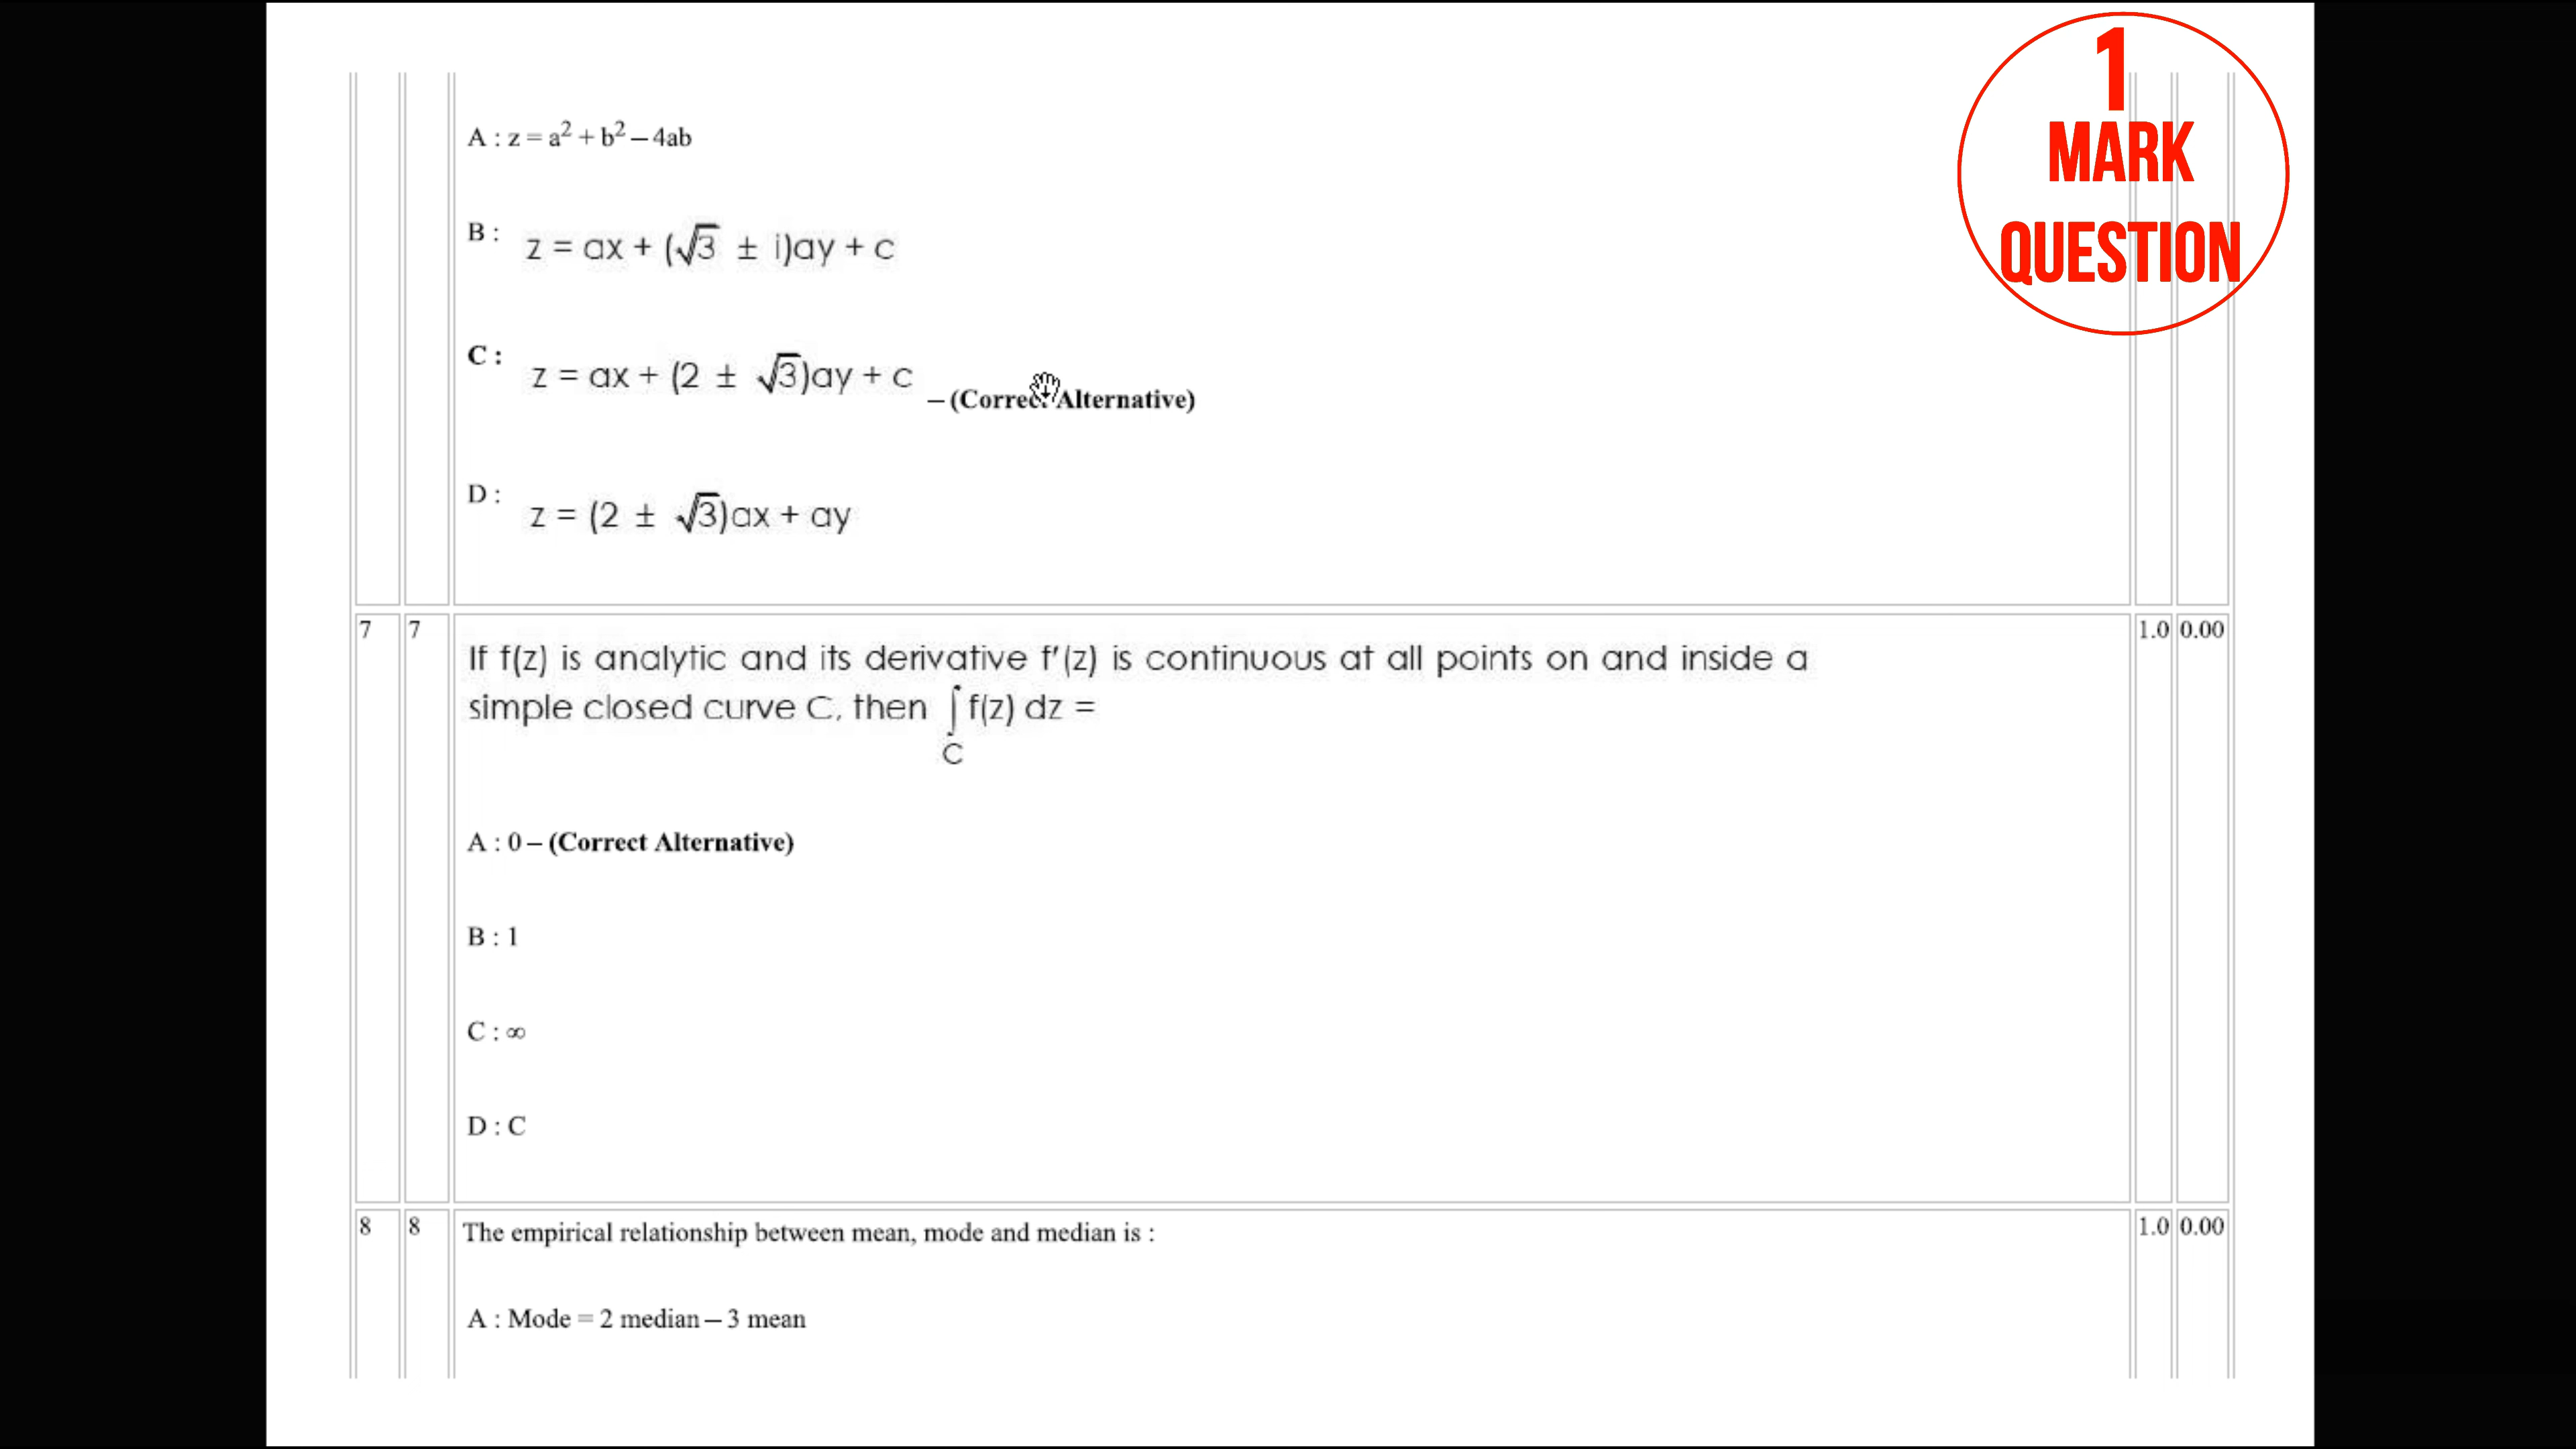 1
MARK
QUESTION
A : z = a² + b² – 4ab
B : z = ax + (√3 ± i)ay + c
C : z = ax + (2 ± √3)ay + c – (Correct Alternative)
D : z = (2 ± √3)ax + ay
7 7 If f(z) is analytic and its derivative f′(z) is continuous at all points on and inside a 1.0 0.00
simple closed curve C, then ∫ f(z) dz =
C
A : 0 – (Correct Alternative)
B : 1
C : ∞
D : C
8 8 The empirical relationship between mean, mode and median is : 1.0 0.00
A : Mode = 2 median – 3 mean